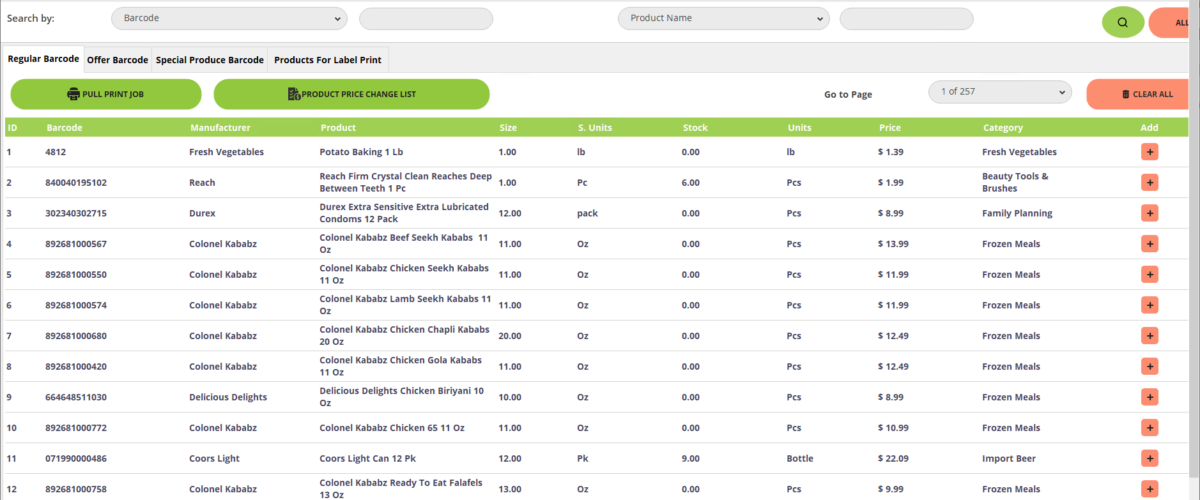 Search by: Barcode Product Name ALL
Regular Barcode Offer Barcode Special Produce Barcode Products For Label Print
PULL PRINT JOB PRODUCT PRICE CHANGE LIST Go to Page 1 of 257 CLEAR ALL
ID Barcode Manufacturer Product Size S. Units Stock Units Price Category Add
1 4812 Fresh Vegetables Potato Baking 1 Lb 1.00 lb 0.00 lb $ 1.39 Fresh Vegetables +
2 840040195102 Reach Reach Firm Crystal Clean Reaches Deep Between Teeth 1 Pc 1.00 Pc 6.00 Pcs $ 1.99 Beauty Tools & Brushes +
3 302340302715 Durex Durex Extra Sensitive Extra Lubricated Condoms 12 Pack 12.00 pack 0.00 Pcs $ 8.99 Family Planning +
4 892681000567 Colonel Kababz Colonel Kababz Beef Seekh Kababs 11 Oz 11.00 Oz 0.00 Pcs $ 13.99 Frozen Meals +
5 892681000550 Colonel Kababz Colonel Kababz Chicken Seekh Kababs 11 Oz 11.00 Oz 0.00 Pcs $ 11.99 Frozen Meals +
6 892681000574 Colonel Kababz Colonel Kababz Lamb Seekh Kababs 11 Oz 11.00 Oz 0.00 Pcs $ 11.99 Frozen Meals +
7 892681000680 Colonel Kababz Colonel Kababz Chicken Chapli Kababs 20 Oz 20.00 Oz 0.00 Pcs $ 12.49 Frozen Meals +
8 892681000420 Colonel Kababz Colonel Kababz Chicken Gola Kababs 11 Oz 11.00 Oz 0.00 Pcs $ 12.49 Frozen Meals +
9 664648511030 Delicious Delights Delicious Delights Chicken Biriyani 10 Oz 10.00 Oz 0.00 Pcs $ 8.99 Frozen Meals +
10 892681000772 Colonel Kababz Colonel Kababz Chicken 65 11 Oz 11.00 Oz 0.00 Pcs $ 10.99 Frozen Meals +
11 071990000486 Coors Light Coors Light Can 12 Pk 12.00 Pk 9.00 Bottle $ 22.09 Import Beer +
12 892681000758 Colonel Kababz Colonel Kababz Ready To Eat Falafels 13 Oz 13.00 Oz 0.00 Pcs $ 9.99 Frozen Meals +